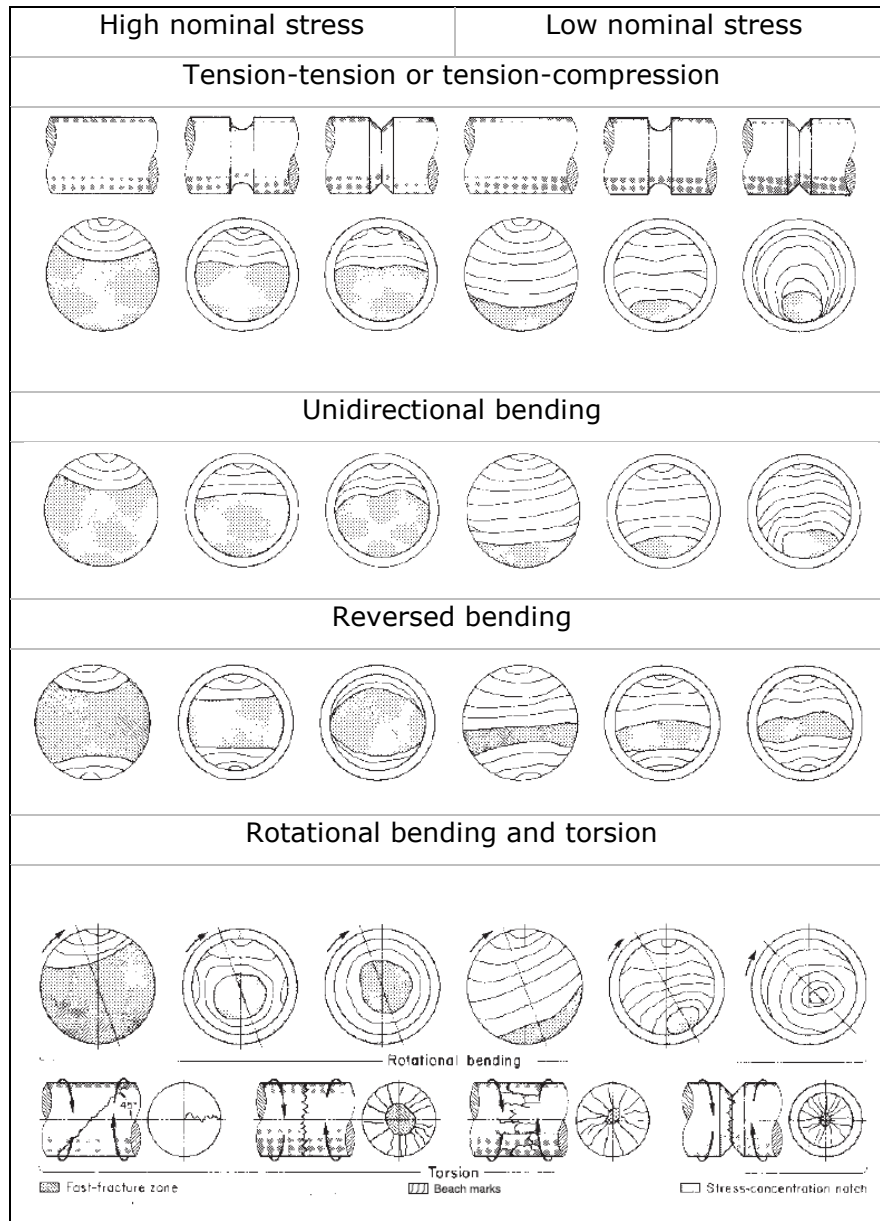 High nominal stress
Low nominal stress
Tension-tension or tension-compression
Unidirectional bending
Reversed bending
Rotational bending and torsion
Rotational bending
45°
Torsion
Fast-fracture zone
Beach marks
Stress-concentration notch